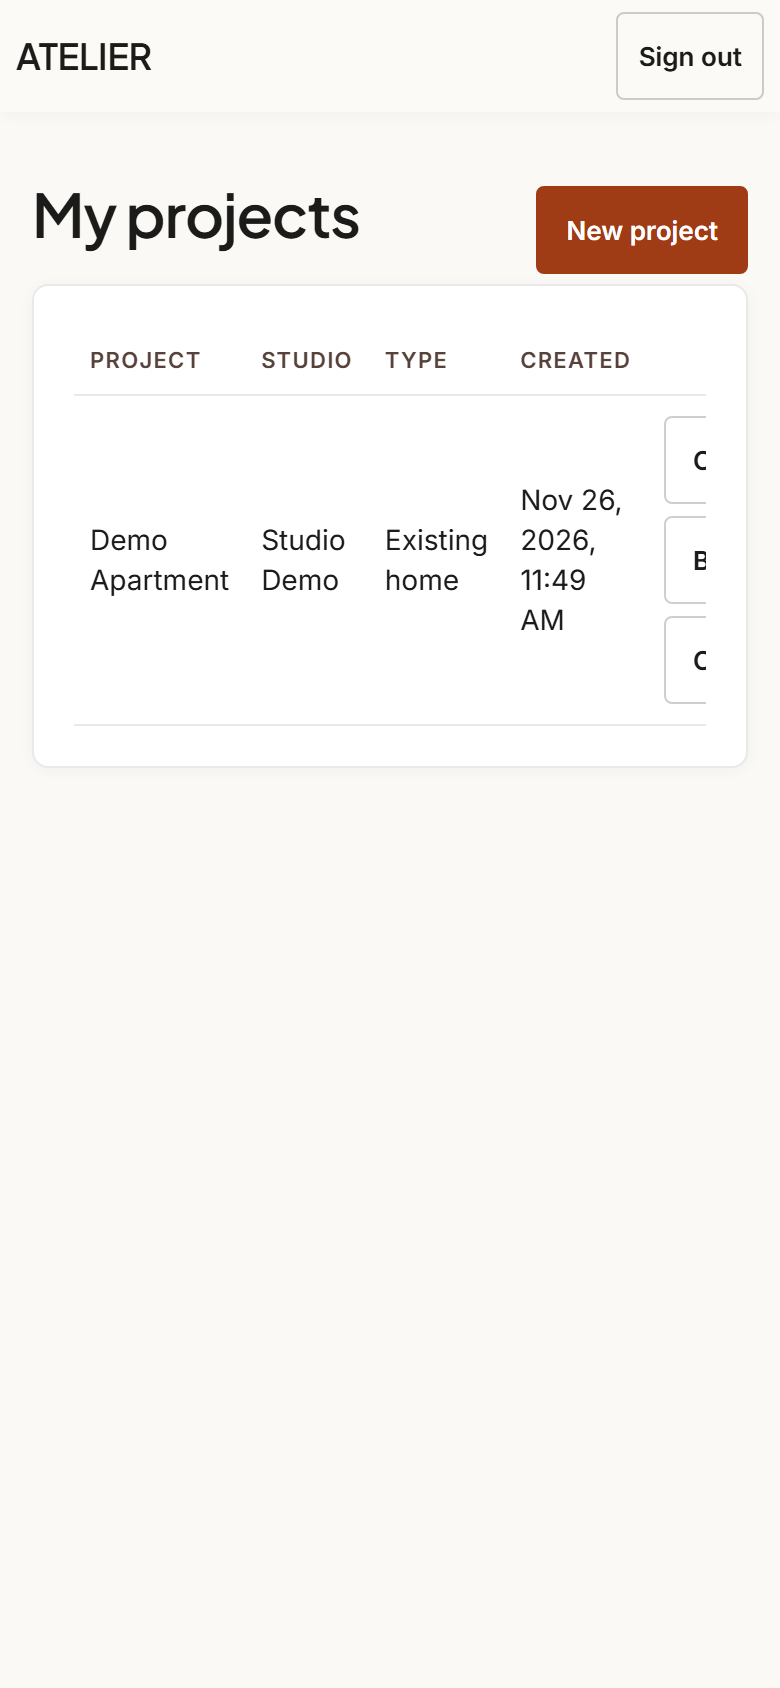 ATELIER
Sign out
My projects
New project
PROJECT STUDIO TYPE CREATED
Demo Apartment
Studio Demo
Existing home
Nov 26, 2026, 11:49 AM
B